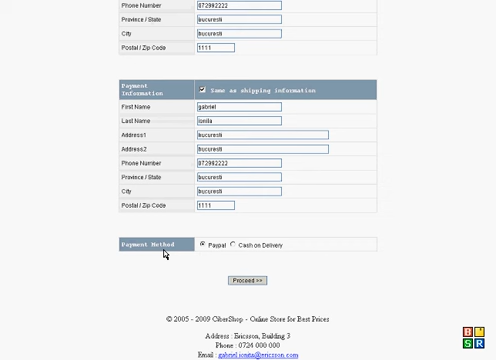 Phone Number 072992222
Province / State bucuresti
City bucuresti
Postal / Zip Code 1111
Payment Information Same as shipping information
First Name gabriel
Last Name ionita
Address1 bucuresti
Address2 bucuresti
Phone Number 072992222
Province / State bucuresti
City bucuresti
Postal / Zip Code 1111
Payment Method Paypal Cash on Delivery
Proceed >>
© 2005 - 2009 CiberShop - Online Store for Best Prices
Address : Ericsson, Building 3
Phone : 0724 000 000
Email : gabriel.ionita@ericsson.com
B S
S R